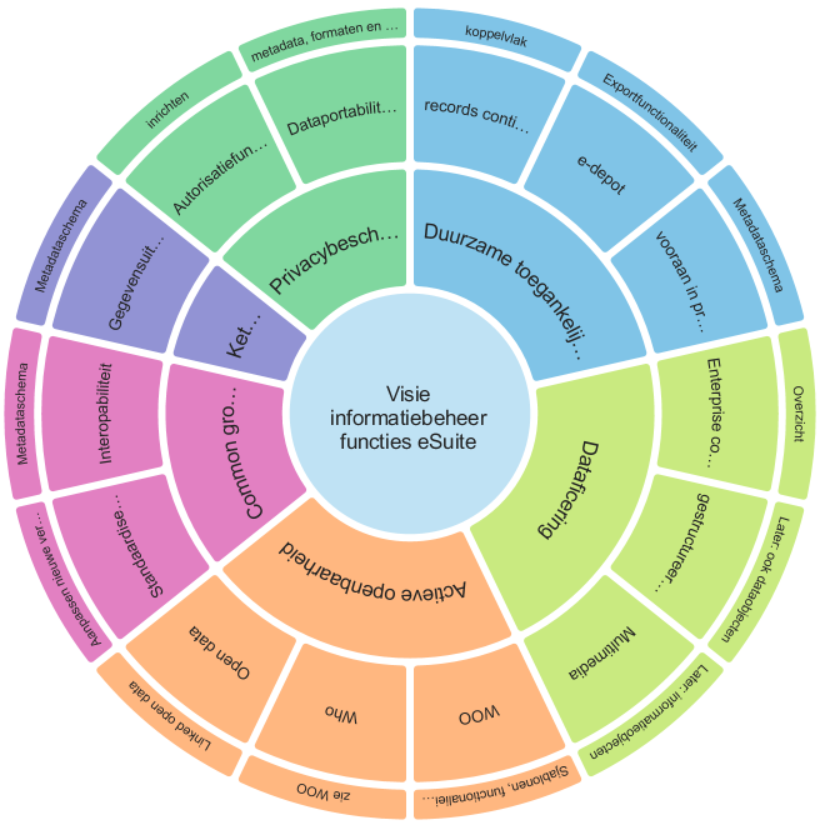 Visie
informatiebeheer
functies eSuite
Duurzame toegankelij...
records conti...
koppelvlak
e-depot
Exportfunctionaliteit
vooraan in pr...
Metadataschema
Dataficering
Enterprise co...
Overzicht
gestructureer...
Later: ook dataobjecten
Multimedia
Later: informatieobjecten
Actieve openbaarheid
WOO
Sjablonen, functionaliei...
Who
zie WOO
Open data
Linked open data
Common gro...
Standaardise...
Aanpassen nieuwe ver...
Interopabiliteit
Metadataschema
Ket...
Gegevensuit...
Metadataschema
Privacybesch...
Autorisatiefun...
inrichten
Dataportabilit...
metadata, formaten en ...